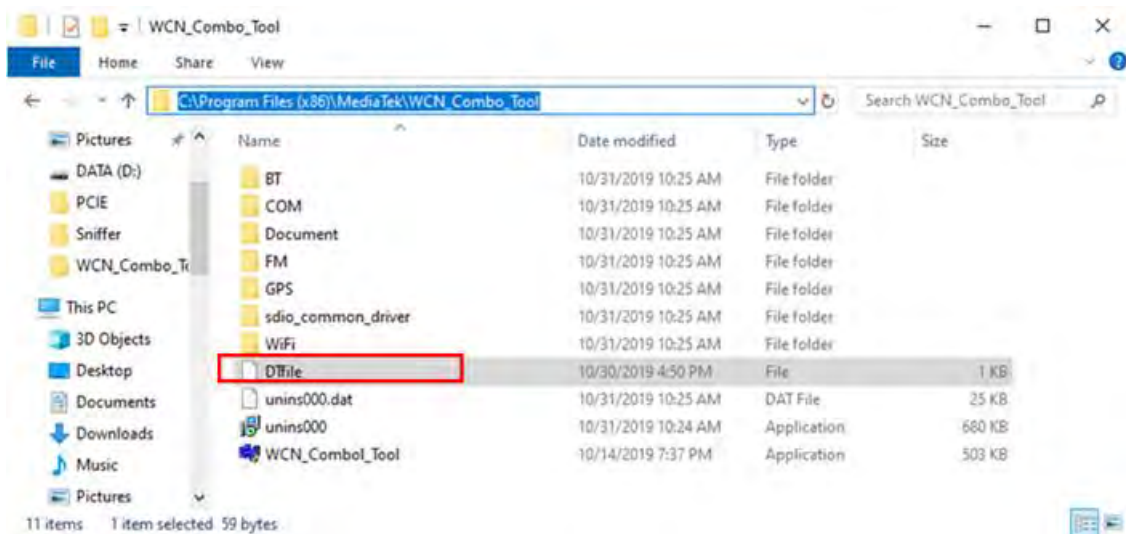 WCN_Combo_Tool
File Home Share View
C:\Program Files (x86)\MediaTek\WCN_Combo_Tool Search WCN_Combo_Tool
Name Date modified Type Size
Pictures
DATA (D:)
PCIE
Sniffer
WCN_Combo_To
This PC
3D Objects
Desktop
Documents
Downloads
Music
Pictures
BT 10/31/2019 10:25 AM File folder
COM 10/31/2019 10:25 AM File folder
Document 10/31/2019 10:25 AM File folder
FM 10/31/2019 10:25 AM File folder
GPS 10/31/2019 10:25 AM File folder
sdio_common_driver 10/31/2019 10:25 AM File folder
WiFi 10/31/2019 10:25 AM File folder
10/30/2019 4:50 PM File 1 KB
unins000.dat 10/31/2019 10:25 AM DAT File 25 KB
unins000 10/31/2019 10:24 AM Application 680 KB
WCN_Combol_Tool 10/14/2019 7:37 PM Application 503 KB
11 items 1 item selected 59 bytes